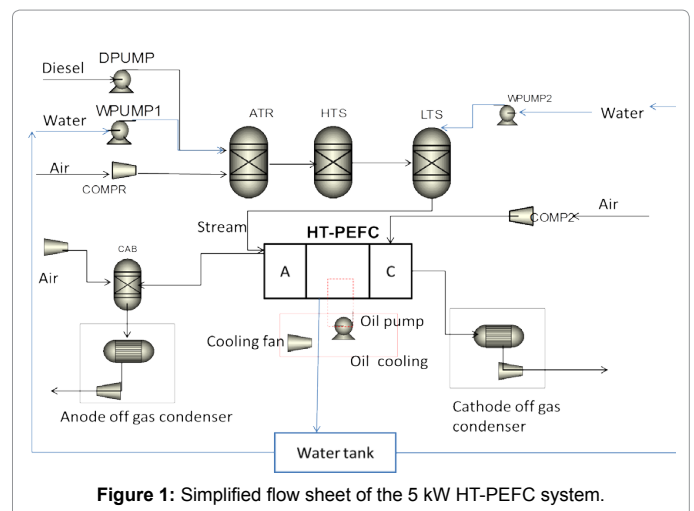 DPUMP
Diesel
WPUMP1
Water
Air
COMPR
ATR
HTS
LTS
WPUMP2
Water
Air
COMP2
Stream
HT-PEFC
A
C
CAB
Air
Oil pump
Cooling fan
Oil cooling
Anode off gas condenser
Cathode off gas
condenser
Water tank
Figure 1: Simplified flow sheet of the 5 kW HT-PEFC system.